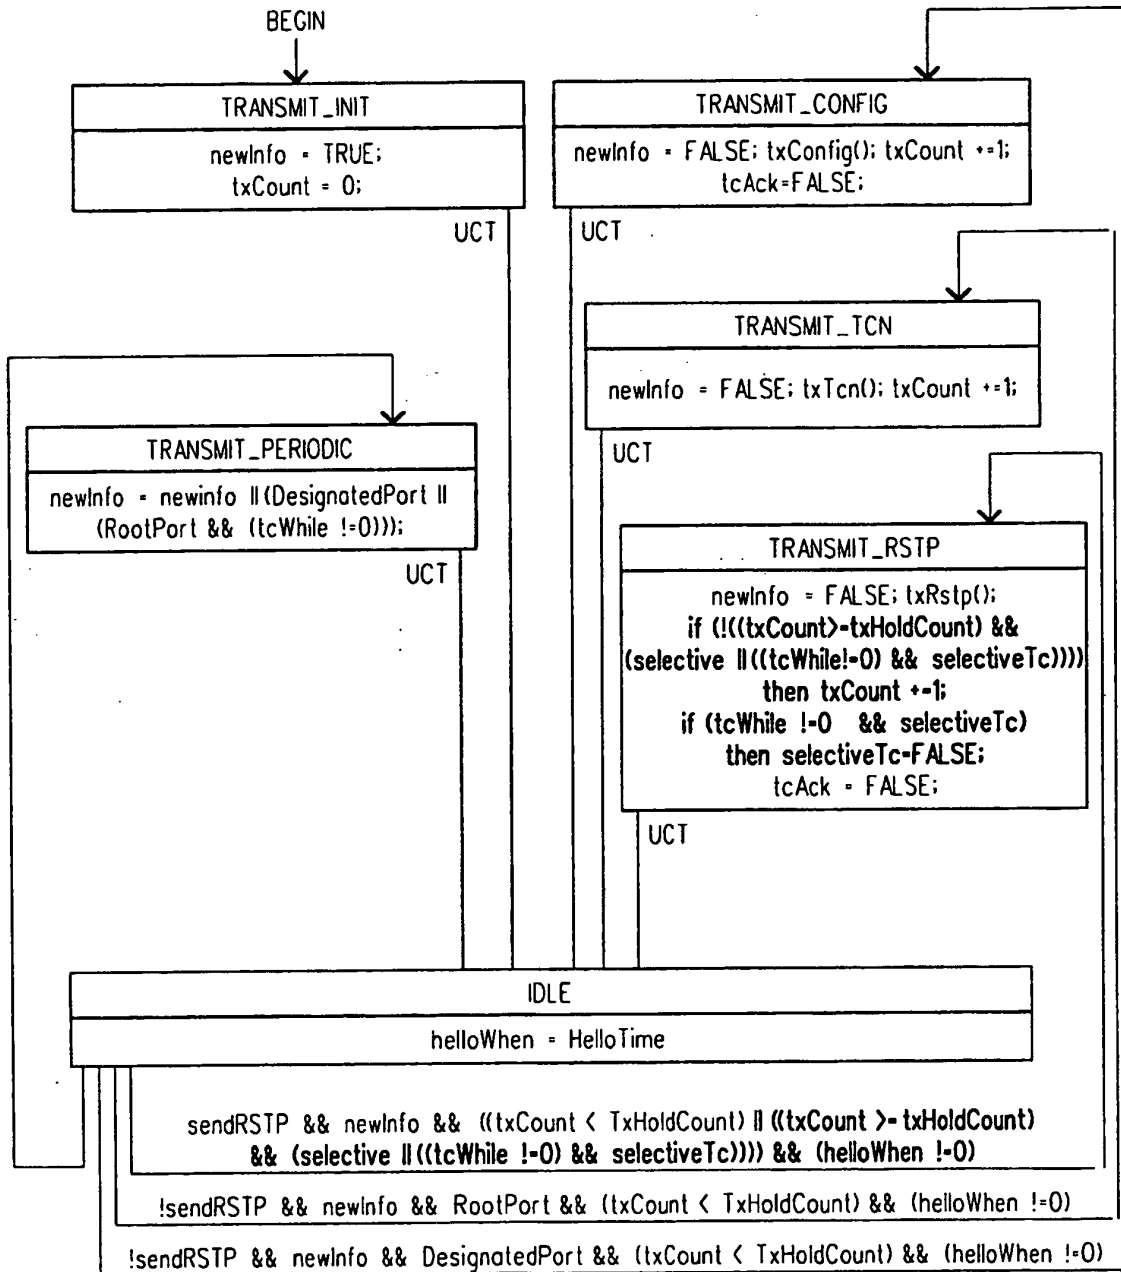 BEGIN
TRANSMIT_INIT
newInfo = TRUE;
txCount = 0;
UCT
TRANSMIT_CONFIG
newInfo = FALSE; txConfig(); txCount +=1;
tcAck=FALSE;
UCT
TRANSMIT_TCN
newInfo = FALSE; txTcn(); txCount +=1;
UCT
TRANSMIT_PERIODIC
newInfo = newinfo ||(DesignatedPort ||
(RootPort && (tcWhile !=0)));
UCT
TRANSMIT_RSTP
newInfo = FALSE; txRstp();
if (!((txCount>=txHoldCount) &&
(selective ||((tcWhile!=0) && selectiveTc))))
then txCount +=1;
if (tcWhile !=0 && selectiveTc)
then selectiveTc=FALSE;
tcAck = FALSE;
UCT
IDLE
helloWhen = HelloTime
sendRSTP && newInfo && ((txCount < TxHoldCount) || ((txCount >= txHoldCount)
&& (selective ||((tcWhile !=0) && selectiveTc)))) && (helloWhen !=0)
!sendRSTP && newInfo && RootPort && (txCount < TxHoldCount) && (helloWhen !=0)
!sendRSTP && newInfo && DesignatedPort && (txCount < TxHoldCount) && (helloWhen !=0)